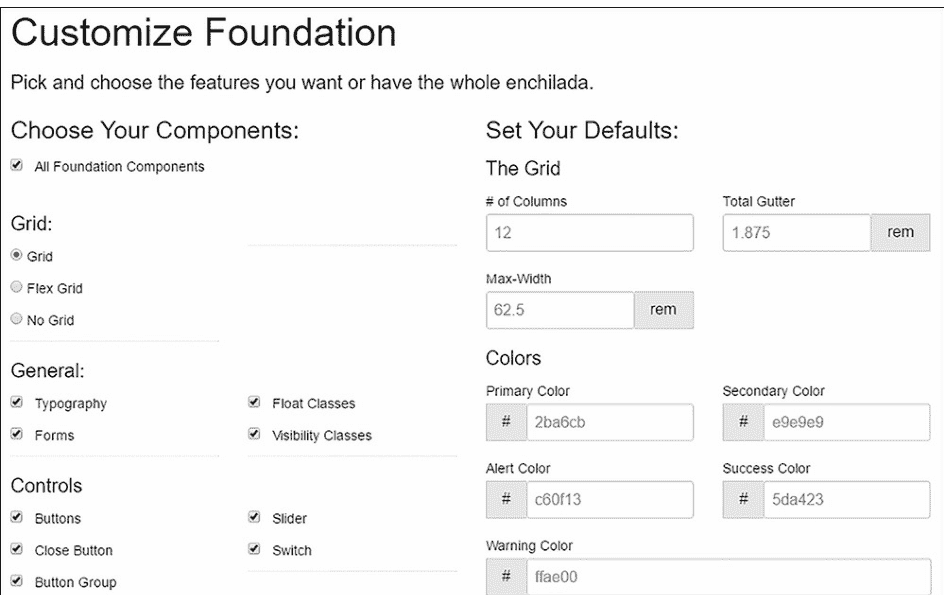 Customize Foundation
Pick and choose the features you want or have the whole enchilada.
Choose Your Components:
All Foundation Components
Grid:
Grid
Flex Grid
No Grid
General:
Typography
Float Classes
Forms
Visibility Classes
Controls
Buttons
Slider
Close Button
Switch
Button Group
Set Your Defaults:
The Grid
# of Columns
Total Gutter
12
1.875 rem
Max-Width
62.5 rem
Colors
Primary Color
Secondary Color
# 2ba6cb
# e9e9e9
Alert Color
Success Color
# c60f13
# 5da423
Warning Color
# ffae00